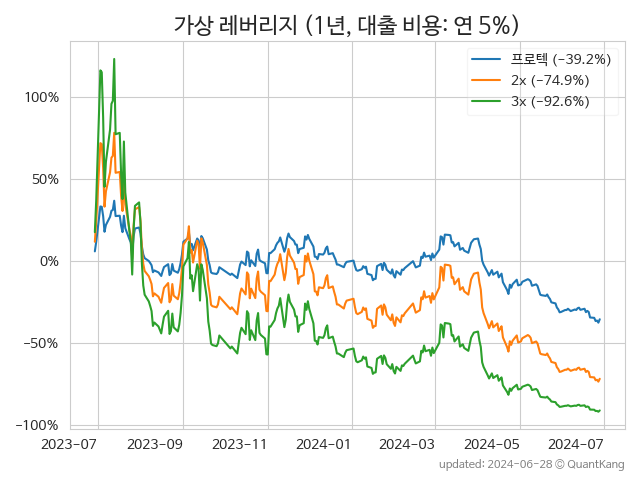 가상 레버리지 (1년, 대출 비용: 연 5%)
프로텍 (−39.2%)
2x (−74.9%)
3x (−92.6%)
100%
50%
0%
−50%
−100%
2023-07 2023-09 2023-11 2024-01 2024-03 2024-05 2024-07
updated: 2024-06-28 © QuantKang